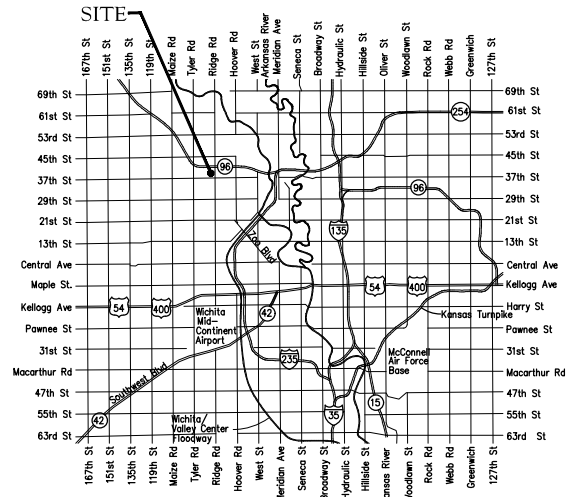 SITE
167th St
151st St
135th St
119th St
Maize Rd
Tyler Rd
Ridge Rd
Hoover Rd
West St
Arkansas River
Meridian Ave
Seneca St
Broadway St
Hydraulic St
Hillside St
Oliver St
Woodlawn St
Rock Rd
Webb Rd
Greenwich
127th St
69th St
69th St
61st St
254
61st St
53rd St
53rd St
45th St
45th St
96
37th St
37th St
96
29th St
29th St
21st St
21st St
135
13th St
13th St
Zoo Blvd
Central Ave
Central Ave
Maple St.
54
400
Kellogg Ave
Kellogg Ave
54
400
42
Harry St
Kansas Turnpike
Pawnee St
Wichita
Mid-
Continent
Airport
Pawnee St
31st St
235
McConnell
Air Force
Base
31st St
Macarthur Rd
Macarthur Rd
Southwest Blvd
47th St
47th St
15
55th St
35
55th St
42
Wichita/
Valley Center
Floodway
63rd St
63rd St
167th St
151st St
135th St
119th St
Maize Rd
Tyler Rd
Ridge Rd
Hoover Rd
West St
eridian Ave
Seneca St
Broadway St
Hydraulic St
Hillside St
ansas River
Woodlawn St
Rock Rd
Webb Rd
Greenwich
127th St